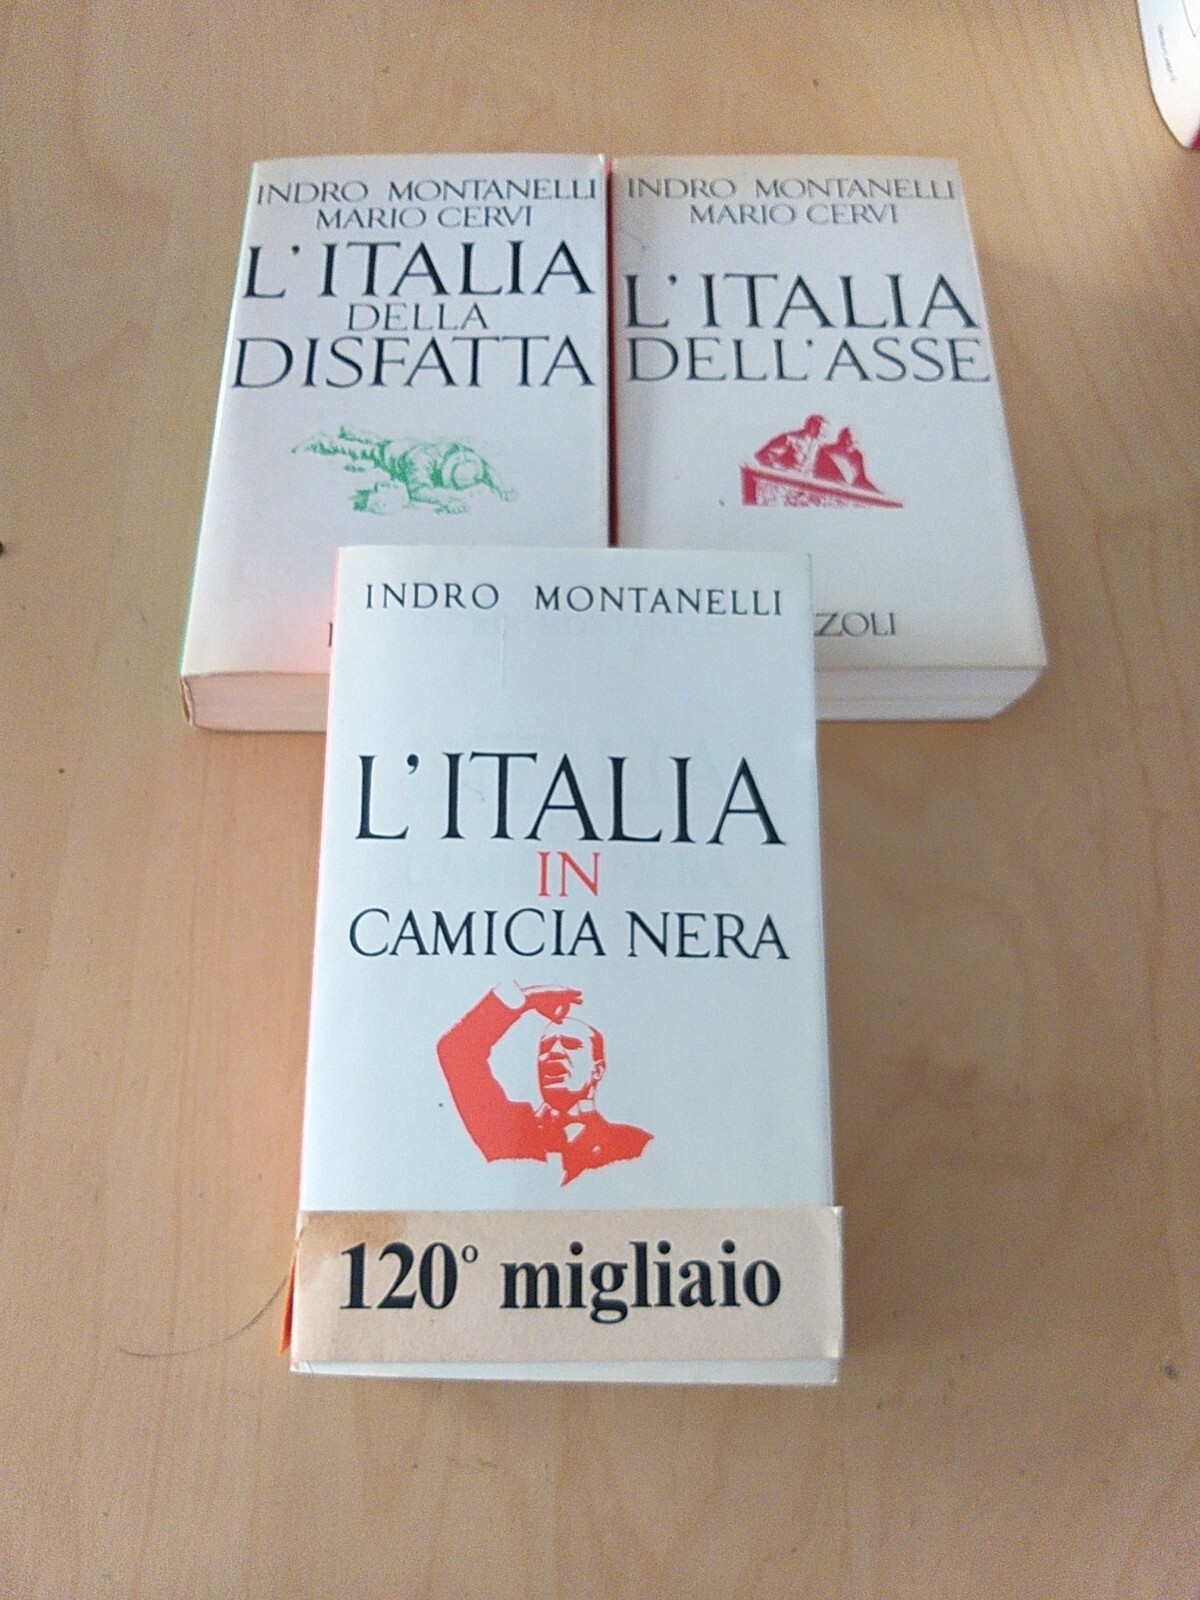 INDRO MONTANELLI
MARIO CERVI
L'ITALIA
DELLA
DISFATTA
INDRO MONTANELLI
MARIO CERVI
L'ITALIA
DELL'ASSE
ZOLI
INDRO MONTANELLI
L'ITALIA
IN
CAMICIA NERA
120° migliaio